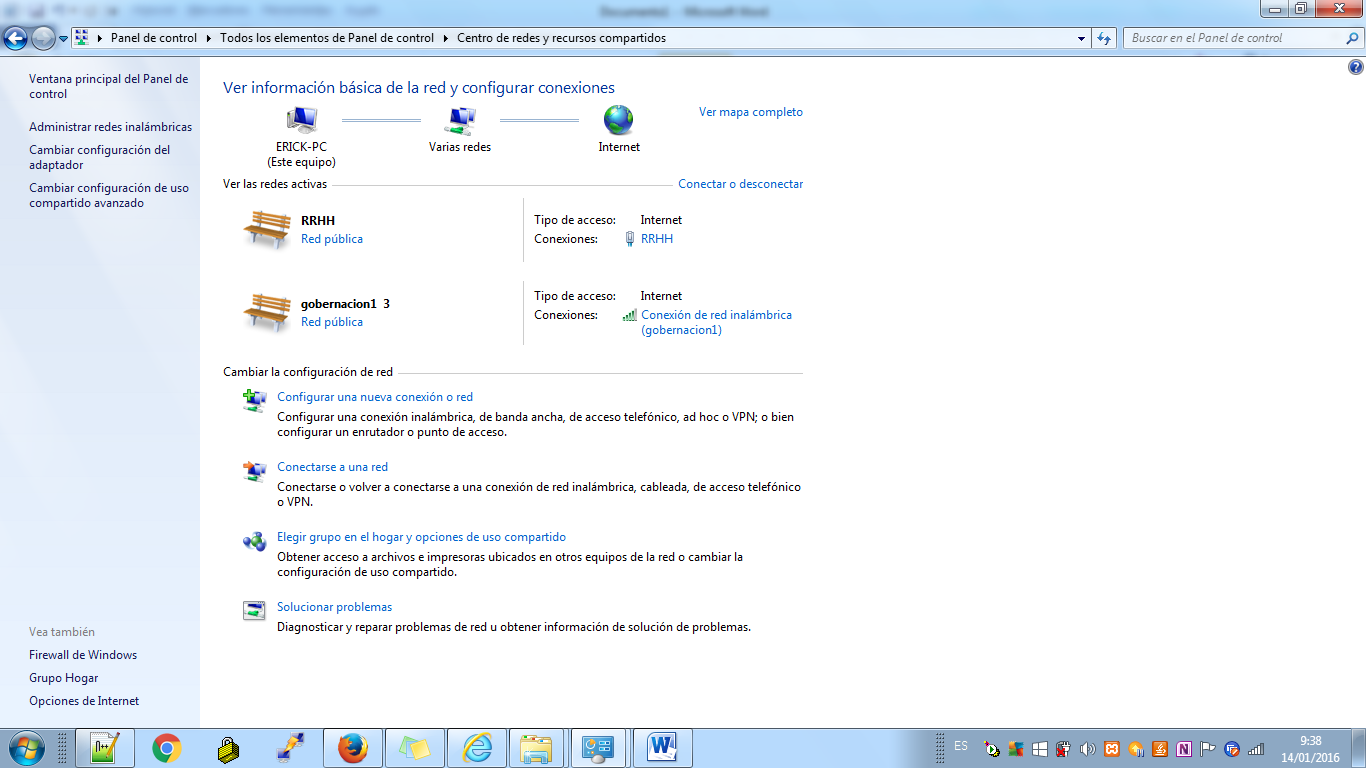 Documento1 - Microsoft Word
Panel de control
Todos los elementos de Panel de control
Centro de redes y recursos compartidos
Buscar en el Panel de control
Ventana principal del Panel de
control
Administrar redes inalámbricas
Cambiar configuración del
adaptador
Cambiar configuración de uso
compartido avanzado
Vea también
Firewall de Windows
Grupo Hogar
Opciones de Internet
Ver información básica de la red y configurar conexiones
Ver mapa completo
ERICK-PC
(Este equipo)
Varias redes
Internet
Ver las redes activas
Conectar o desconectar
RRHH
Red pública
Tipo de acceso: Internet
Conexiones: RRHH
gobernacion1 3
Red pública
Tipo de acceso: Internet
Conexiones: Conexión de red inalámbrica
(gobernacion1)
Cambiar la configuración de red
Configurar una nueva conexión o red
Configurar una conexión inalámbrica, de banda ancha, de acceso telefónico, ad hoc o VPN; o bien
configurar un enrutador o punto de acceso.
Conectarse a una red
Conectarse o volver a conectarse a una conexión de red inalámbrica, cableada, de acceso telefónico
o VPN.
Elegir grupo en el hogar y opciones de uso compartido
Obtener acceso a archivos e impresoras ubicados en otros equipos de la red o cambiar la
configuración de uso compartido.
Solucionar problemas
Diagnosticar y reparar problemas de red u obtener información de solución de problemas.
ES
9:38
14/01/2016